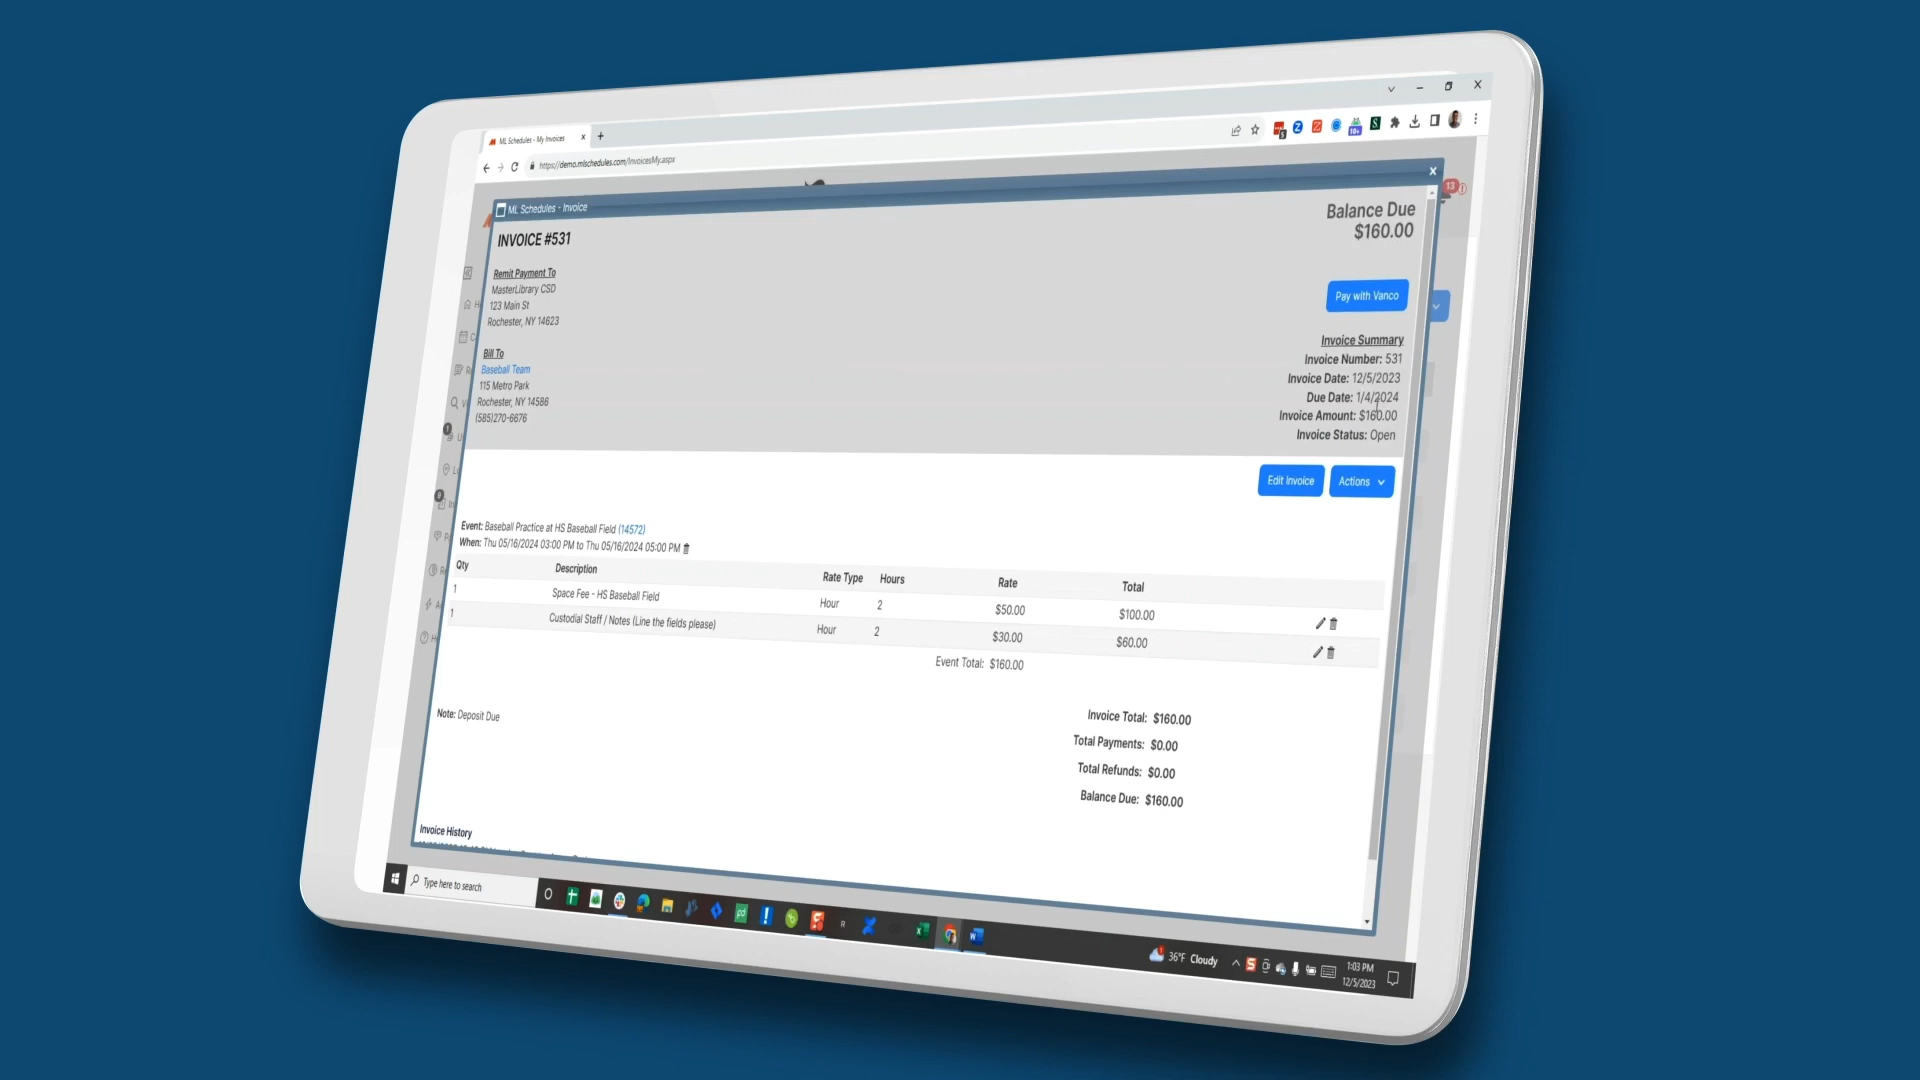 ML Schedules - My Invoices
https://demo.mlschedules.com/InvoicesMy.aspx
10+
13
ML Schedules - Invoice
INVOICE #531
Balance Due
$160.00
Remit Payment To
MasterLibrary CSD
123 Main St
Rochester, NY 14623
Pay with Vanco
Bill To
Baseball Team
115 Metro Park
Rochester, NY 14586
(585)270-6676
Invoice Summary
Invoice Number: 531
Invoice Date: 12/5/2023
Due Date: 1/4/2024
Invoice Amount: $160.00
Invoice Status: Open
Edit Invoice
Actions
Event: Baseball Practice at HS Baseball Field (14572)
When: Thu 05/16/2024 03:00 PM to Thu 05/16/2024 05:00 PM
Qty Description Rate Type Hours Rate Total
1 Space Fee - HS Baseball Field Hour 2 $50.00 $100.00
1 Custodial Staff / Notes (Line the fields please) Hour 2 $30.00 $60.00
Event Total: $160.00
Note: Deposit Due
Invoice Total: $160.00
Total Payments: $0.00
Total Refunds: $0.00
Balance Due: $160.00
Invoice History
Type here to search
36°F Cloudy
1:03 PM
12/5/2023